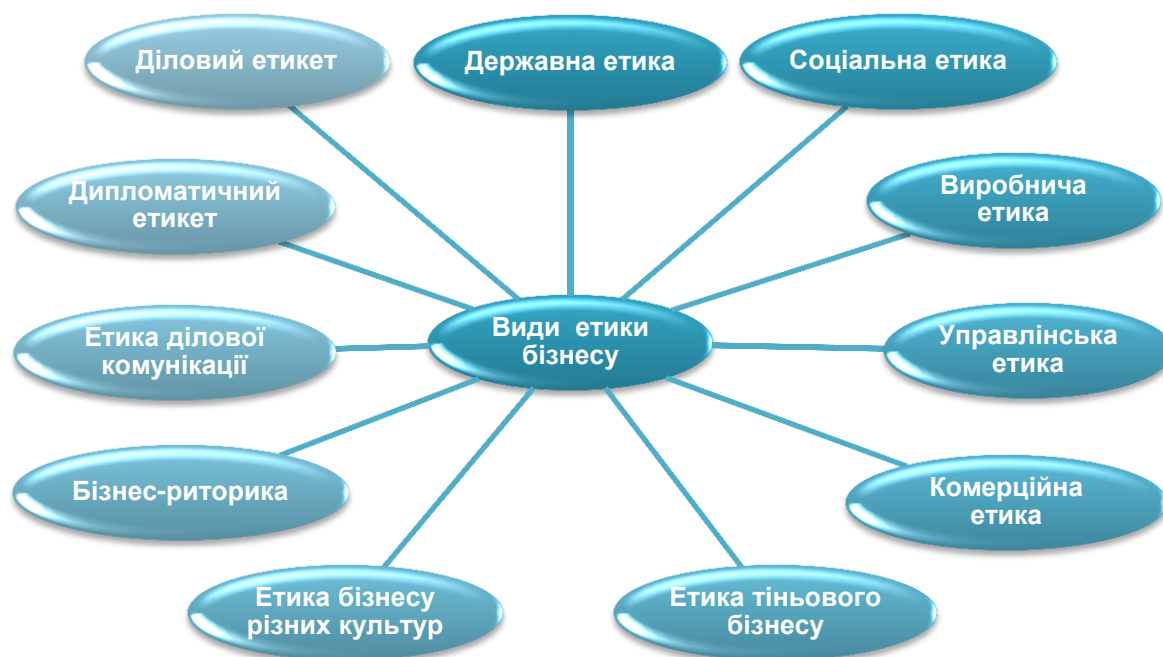 Діловий етикет
Державна етика
Соціальна етика
Дипломатичний
етикет
Виробнича
етика
Етика ділової
комунікації
Види етики
бізнесу
Управлінська
етика
Бізнес-риторика
Комерційна
етика
Етика бізнесу
різних культур
Етика тіньового
бізнесу